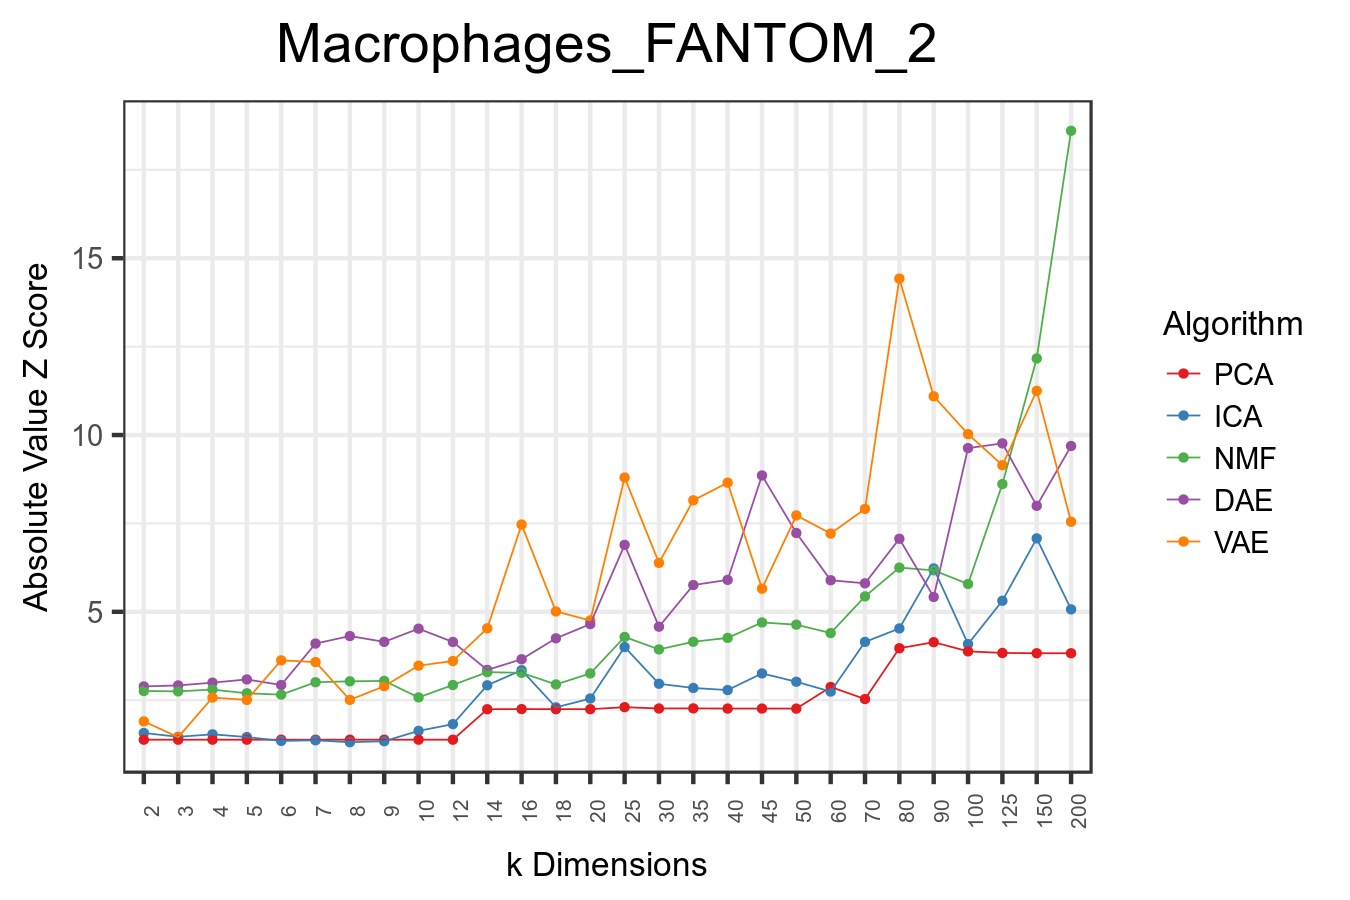 Macrophages_FANTOM_2
Absolute Value Z Score
15
10
5
2 3 4 5 6 7 8 9 10 12 14 16 18 20 25 30 35 40 45 50 60 70 80 90 100 125 150 200
k Dimensions
Algorithm
PCA
ICA
NMF
DAE
VAE